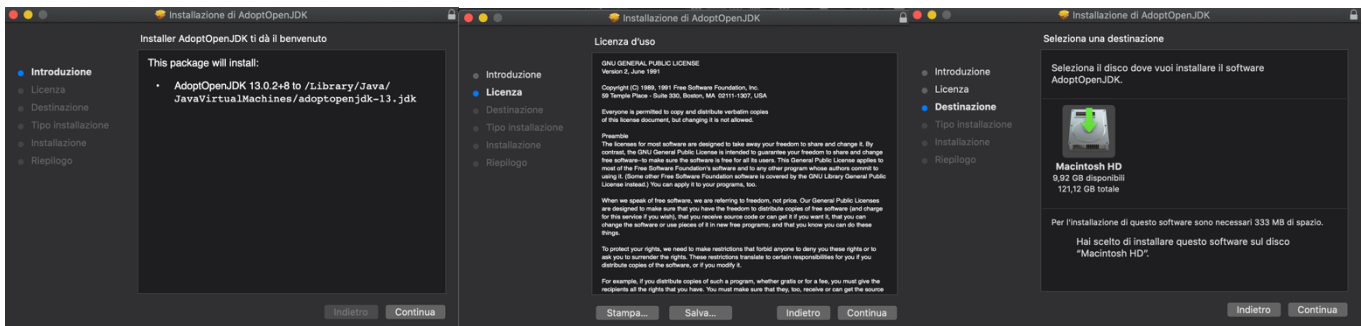 Installazione di AdoptOpenJDK
Installer AdoptOpenJDK ti dà il benvenuto
Introduzione
Licenza
Destinazione
Tipo installazione
Installazione
Riepilogo
This package will install:
• AdoptOpenJDK 13.0.2+8 to /Library/Java/
JavaVirtualMachines/adoptopenjdk-13.jdk
Indietro Continua
Installazione di AdoptOpenJDK
Licenza d'uso
Introduzione
Licenza
Destinazione
Tipo installazione
Installazione
Riepilogo
GNU GENERAL PUBLIC LICENSE
Version 2, June 1991
Copyright (C) 1989, 1991 Free Software Foundation, Inc.
59 Temple Place - Suite 330, Boston, MA 02111-1307, USA
Everyone is permitted to copy and distribute verbatim copies
of this license document, but changing it is not allowed.
Preamble
The licenses for most software are designed to take away your freedom to share and change it. By
contrast, the GNU General Public License is intended to guarantee your freedom to share and change
free software--to make sure the software is free for all its users. This General Public License applies to
most of the Free Software Foundation's software and to any other program whose authors commit to
using it. (Some other Free Software Foundation software is covered by the GNU Library General Public
License instead.) You can apply it to your programs, too.
When we speak of free software, we are referring to freedom, not price. Our General Public Licenses
are designed to make sure that you have the freedom to distribute copies of free software (and charge
for this service if you wish), that you receive source code or can get it if you want it, that you can
change the software or use pieces of it in new free programs; and that you know you can do these
things.
To protect your rights, we need to make restrictions that forbid anyone to deny you these rights or to
ask you to surrender the rights. These restrictions translate to certain responsibilities for you if you
distribute copies of the software, or if you modify it.
For example, if you distribute copies of such a program, whether gratis or for a fee, you must give the
recipients all the rights that you have. You must make sure that they, too, receive or can get the source
Stampa... Salva... Indietro Continua
Installazione di AdoptOpenJDK
Seleziona una destinazione
Introduzione
Licenza
Destinazione
Tipo installazione
Installazione
Riepilogo
Seleziona il disco dove vuoi installare il software
AdoptOpenJDK.
Macintosh HD
9,92 GB disponibili
121,12 GB totale
Per l'installazione di questo software sono necessari 333 MB di spazio.
Hai scelto di installare questo software sul disco
"Macintosh HD".
Indietro Continua